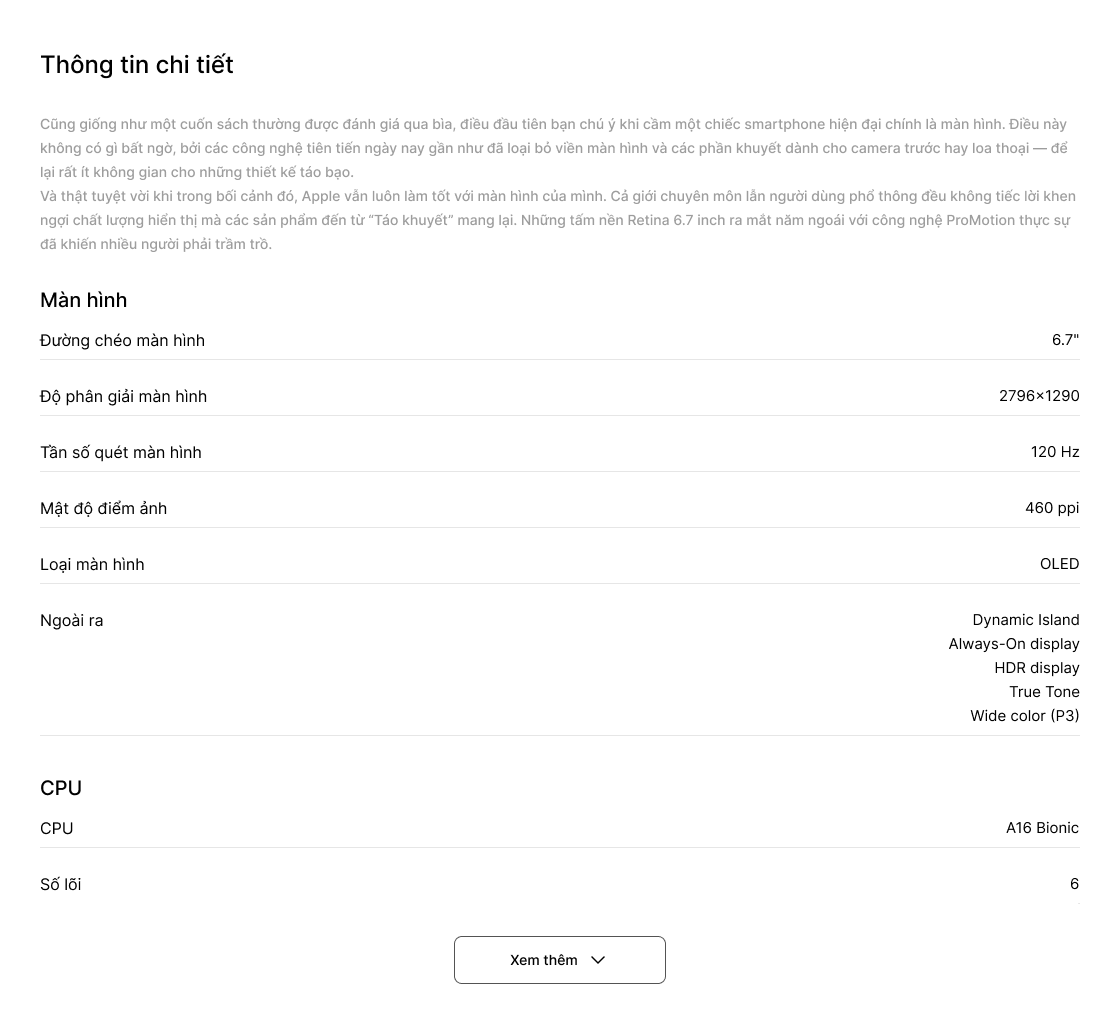 Thông tin chi tiết
Cũng giống như một cuốn sách thường được đánh giá qua bìa, điều đầu tiên bạn chú ý khi cầm một chiếc smartphone hiện đại chính là màn hình. Điều này
không có gì bất ngờ, bởi các công nghệ tiên tiến ngày nay gần như đã loại bỏ viền màn hình và các phần khuyết dành cho camera trước hay loa thoại — để
lại rất ít không gian cho những thiết kế táo bạo.
Và thật tuyệt vời khi trong bối cảnh đó, Apple vẫn luôn làm tốt với màn hình của mình. Cả giới chuyên môn lẫn người dùng phổ thông đều không tiếc lời khen
ngợi chất lượng hiển thị mà các sản phẩm đến từ “Táo khuyết” mang lại. Những tấm nền Retina 6.7 inch ra mắt năm ngoái với công nghệ ProMotion thực sự
đã khiến nhiều người phải trầm trồ.
Màn hình
Đường chéo màn hình 6.7"
Độ phân giải màn hình 2796×1290
Tần số quét màn hình 120 Hz
Mật độ điểm ảnh 460 ppi
Loại màn hình OLED
Ngoài ra Dynamic Island
Always-On display
HDR display
True Tone
Wide color (P3)
CPU
CPU A16 Bionic
Số lõi 6
Xem thêm